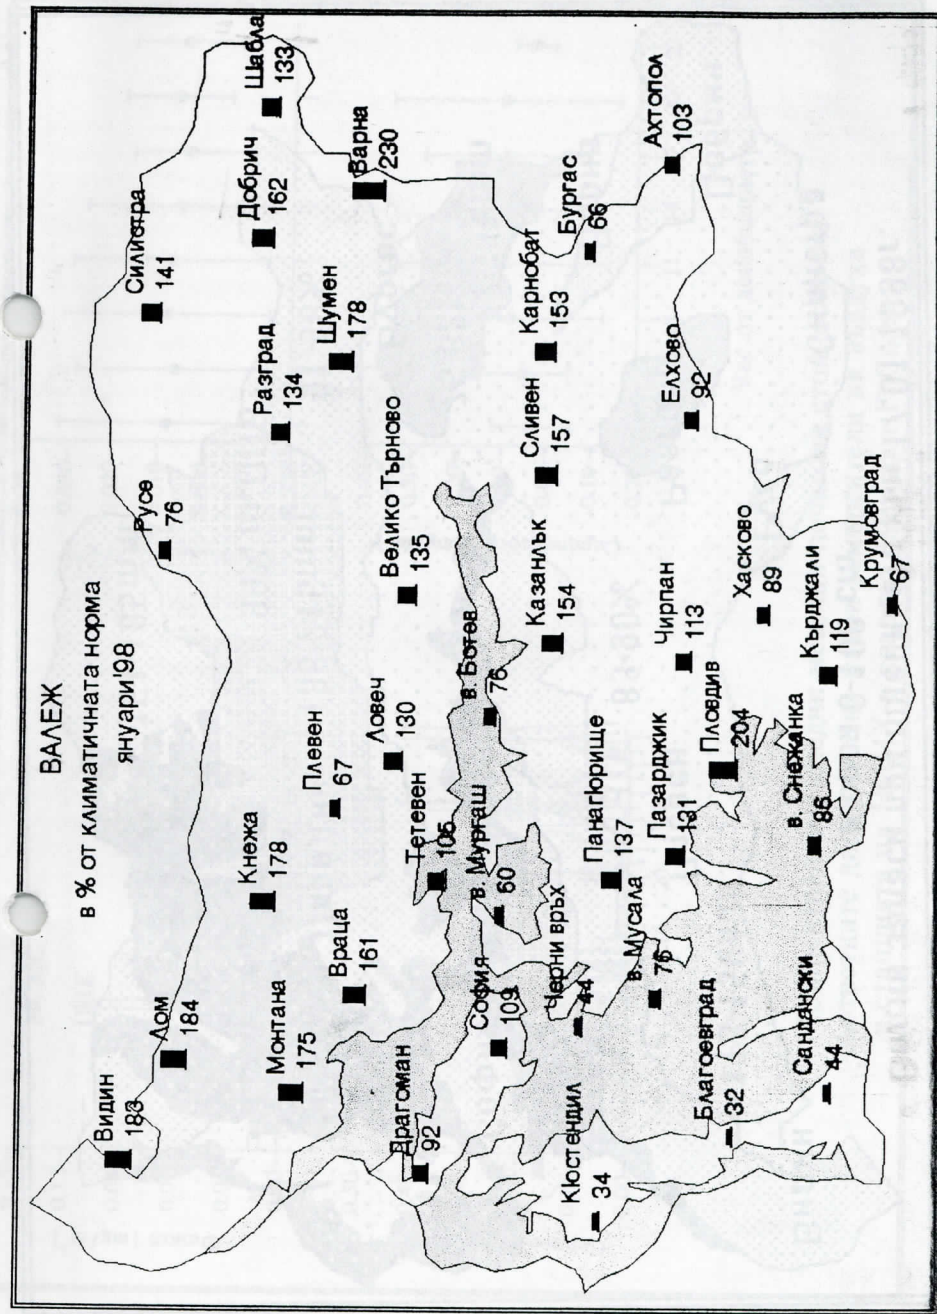 ВАЛЕЖ
в % от климатичната норма
януари'98
Видин
183
Лом
184
Монтана
175
Враца
161
Кнежа
178
Плевен
67
Ловеч
130
Тетевен
105
Велико Търново
135
Русе
76
Разград
134
Силистра
141
Шумен
178
Добрич
162
Шабла
133
Варна
230
Драгоман
92
София
109
в. Мургаш
60
в. Ботев
76
Черни връх
44
Кюстендил
34
Благоевград
32
Сандански
44
в. Мусала
76
Панагюрище
137
Пазарджик
131
Пловдив
204
в. Снежанка
86
Казанлък
154
Чирпан
113
Хасково
89
Кърджали
119
Крумовград
67
Сливен
157
Карнобат
153
Бургас
66
Елхово
92
Ахтопол
103